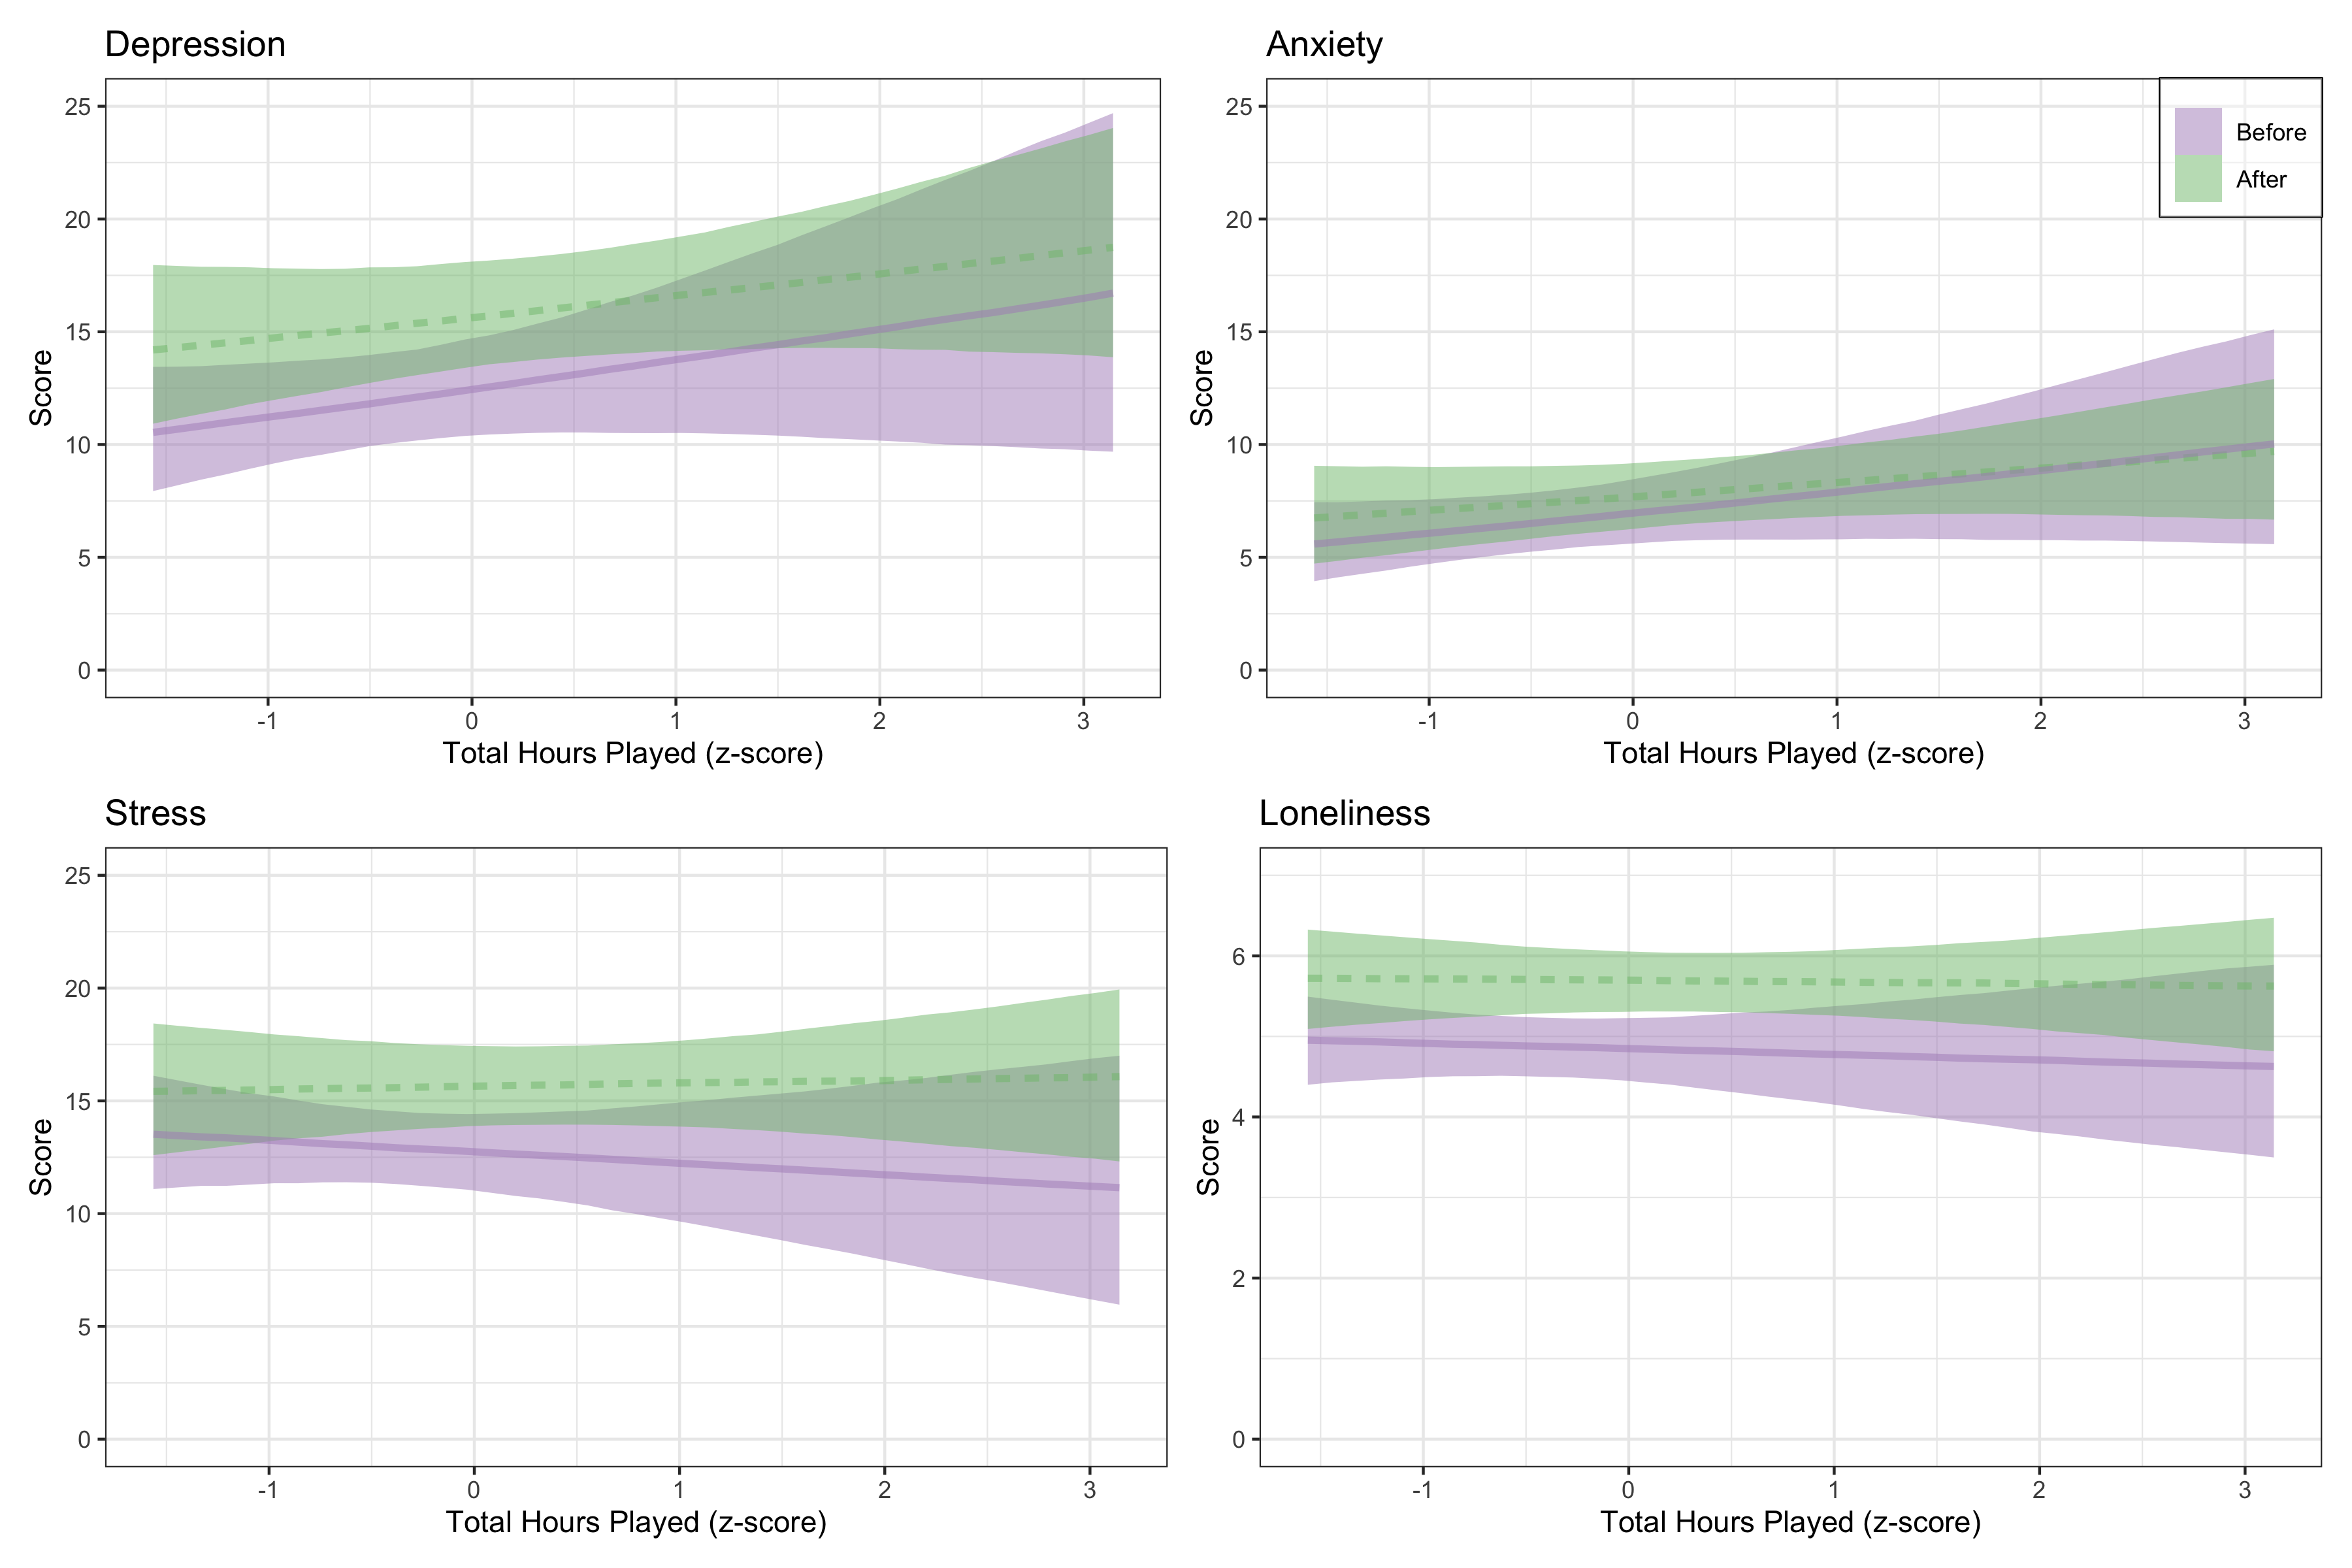 Depression
25
20
15
10
5
0
Score
-1 0 1 2 3
Total Hours Played (z-score)
Anxiety
25
20
15
10
5
0
Score
-1 0 1 2 3
Total Hours Played (z-score)
Before
After
Stress
25
20
15
10
5
0
Score
-1 0 1 2 3
Total Hours Played (z-score)
Loneliness
6
4
2
0
Score
-1 0 1 2 3
Total Hours Played (z-score)